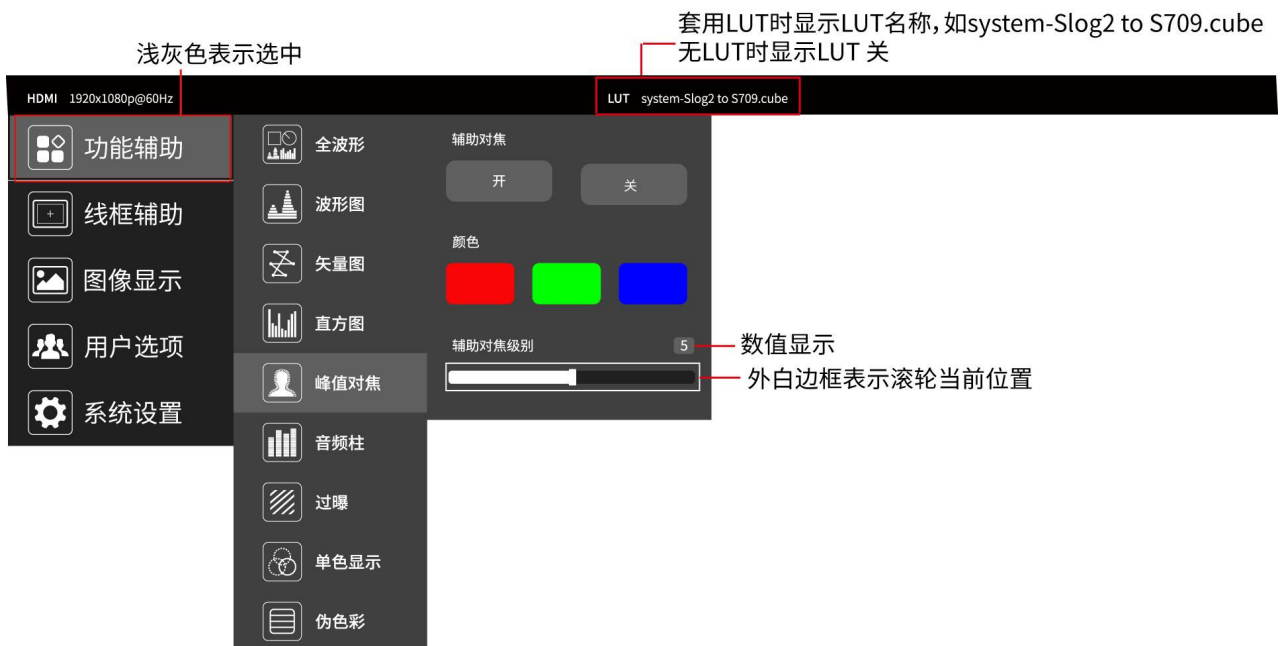 套用LUT时显示LUT名称,如system-Slog2 to S709.cube
无LUT时显示LUT 关
浅灰色表示选中
HDMI 1920x1080p@60Hz
LUT system-Slog2 to S709.cube
功能辅助
线框辅助
图像显示
用户选项
系统设置
全波形
波形图
矢量图
直方图
峰值对焦
音频柱
过曝
单色显示
伪色彩
辅助对焦
开 关
颜色
辅助对焦级别 5
数值显示
外白边框表示滚轮当前位置